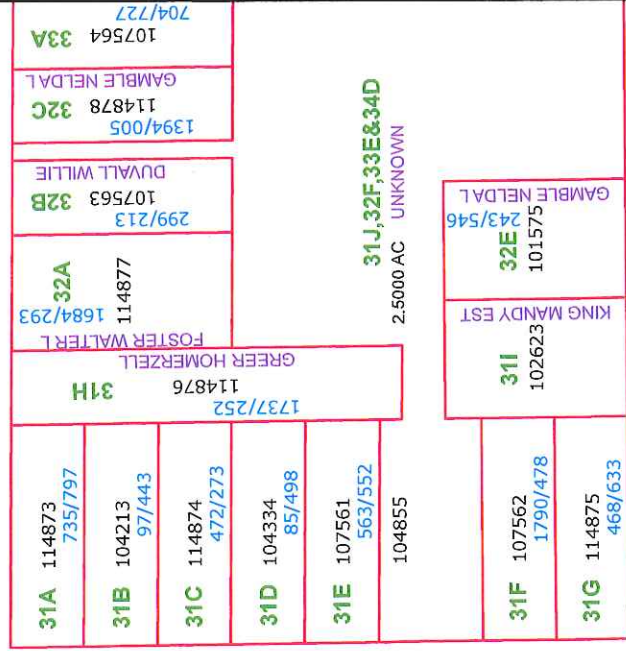 704/727
33A 107564
GAMBLE NELDA L
32C 114878
1394/005
DUVALL WILLIE
32B 107563
299/213
32A
1684/293
114877
FOSTER WALTER L
GREER HOMERZELL
31H 114876
1737/252
31J,32F,33E&34D
2.5000 AC UNKNOWN
GAMBLE NELDA L
243/546
32E
101575
KING MANDY EST
31I
102623
31A 114873
735/797
31B 104213
97/443
31C 114874
472/273
31D 104334
85/498
31E 107561
563/552
104855
31F 107562
1790/478
31G 114875
468/633